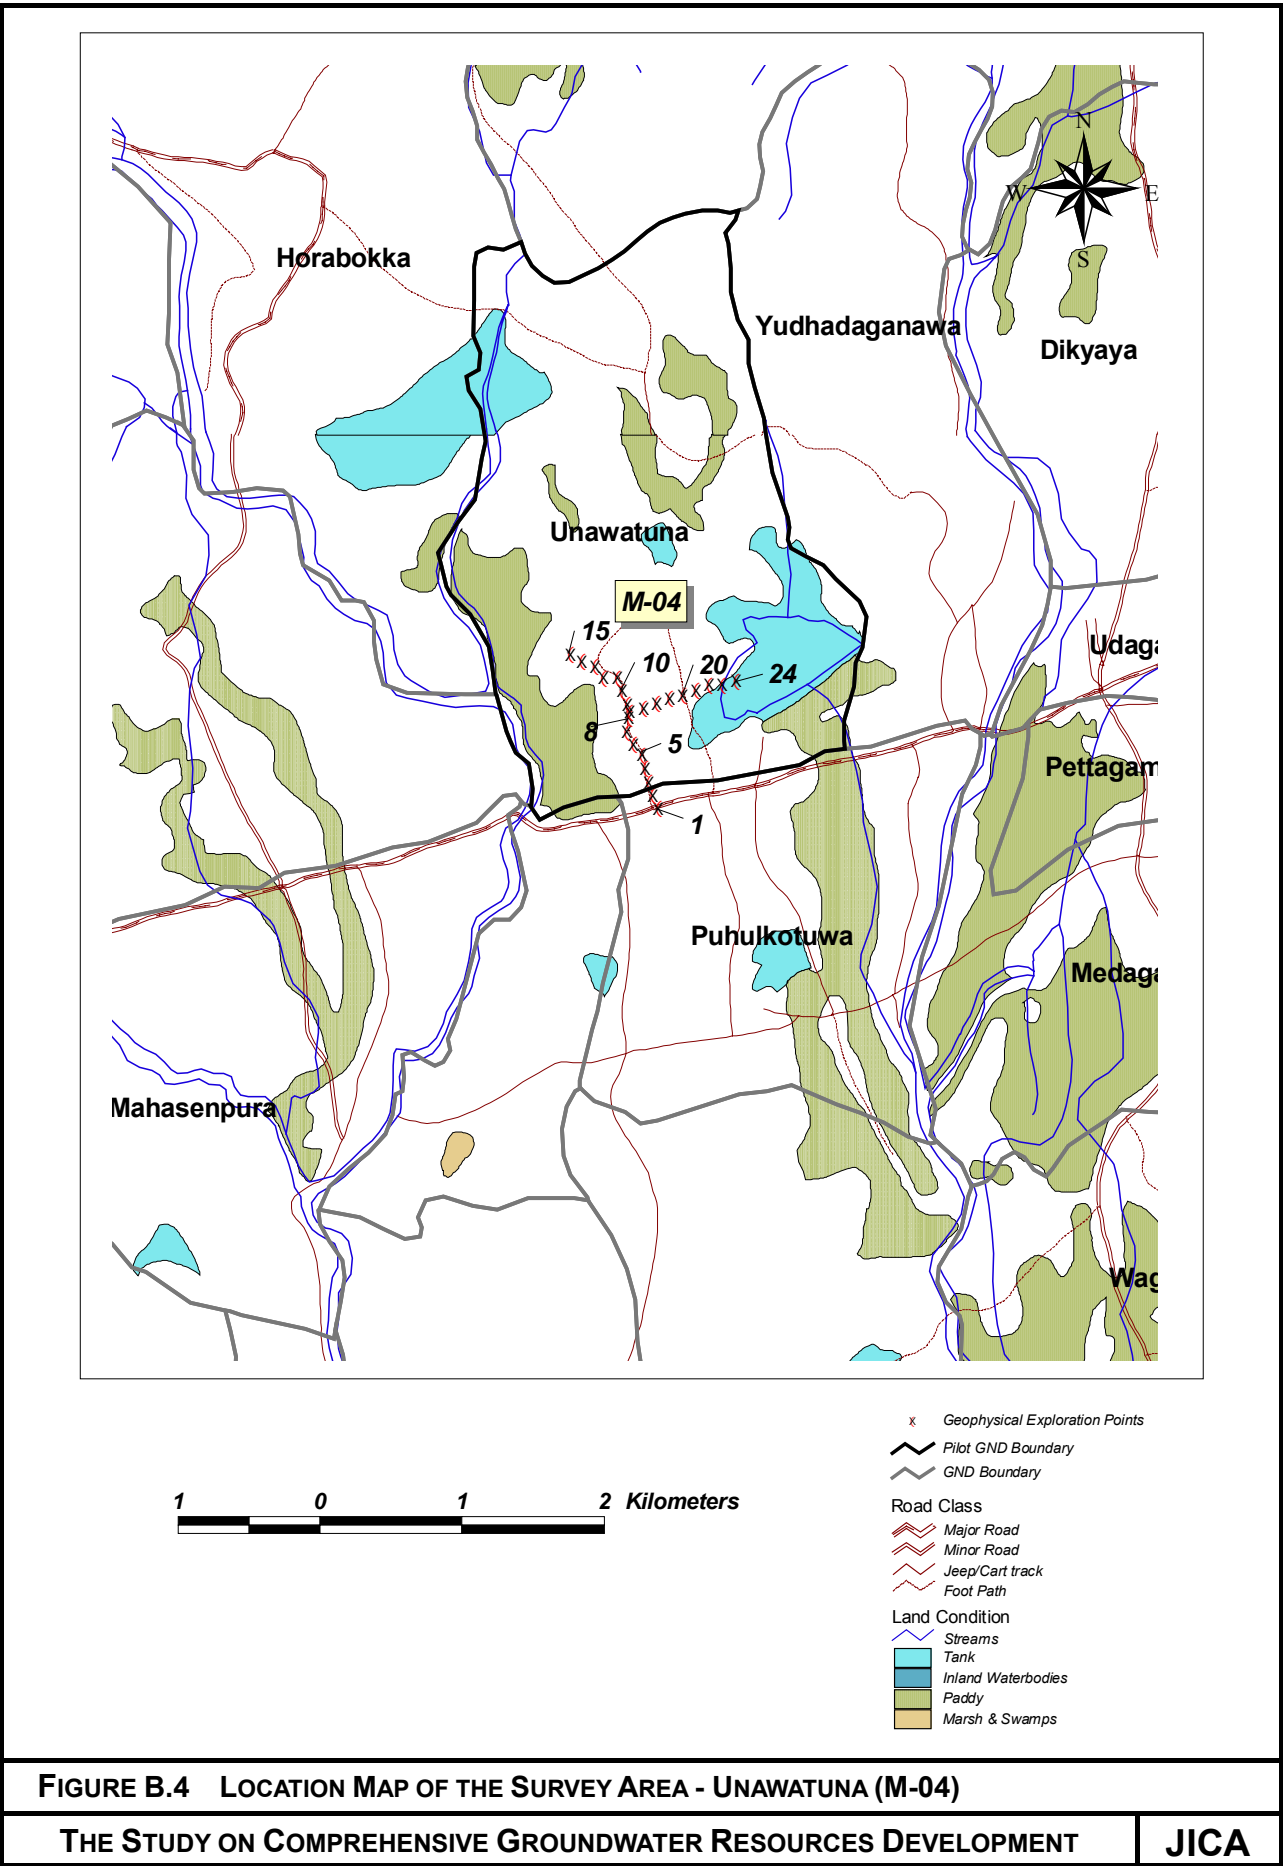 N
W E
S
Horabokka
Yudhadaganawa
Dikyaya
Unawatuna
M-04
15
10
20
24
8
5
1
Udaga
Pettagam
Puhulkotuwa
Medaga
Mahasenpura
Wag
1 0 1 2 Kilometers
x Geophysical Exploration Points
Pilot GND Boundary
GND Boundary
Road Class
Major Road
Minor Road
Jeep/Cart track
Foot Path
Land Condition
Streams
Tank
Inland Waterbodies
Paddy
Marsh & Swamps
FIGURE B.4 LOCATION MAP OF THE SURVEY AREA - UNAWATUNA (M-04)
THE STUDY ON COMPREHENSIVE GROUNDWATER RESOURCES DEVELOPMENT JICA